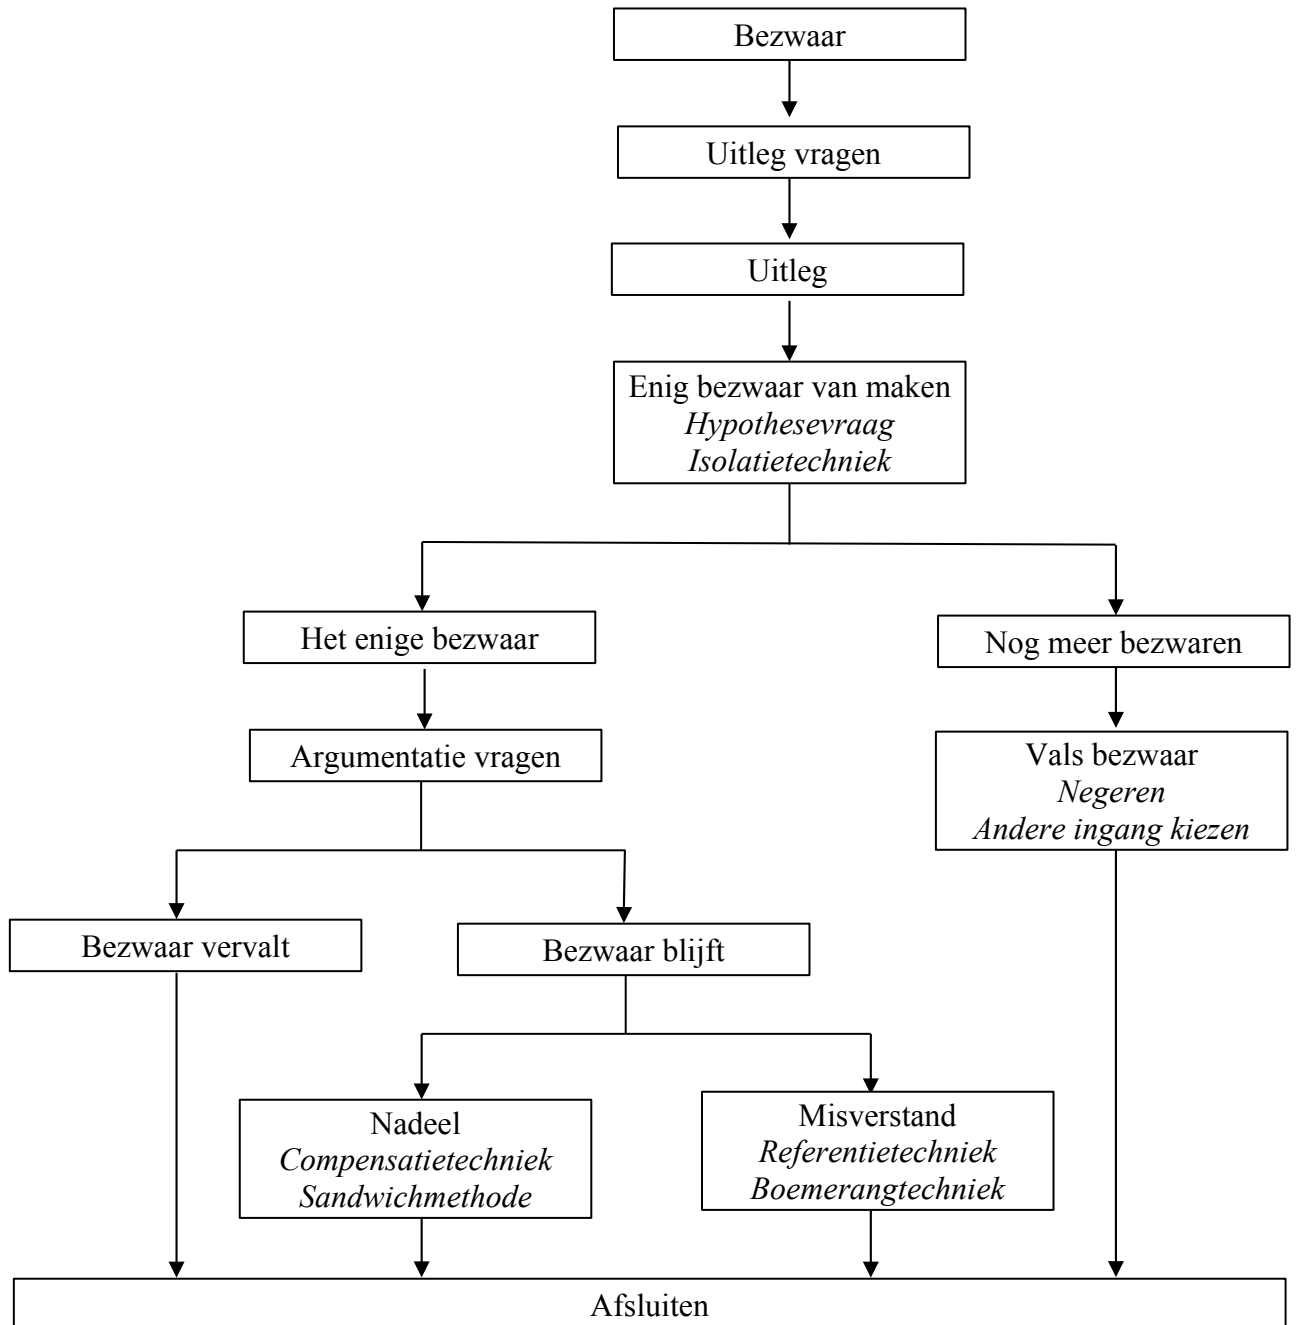 Bezwaar
Uitleg vragen
Uitleg
Enig bezwaar van maken
Hypothesevraag
Isolatietechniek
Het enige bezwaar
Nog meer bezwaren
Argumentatie vragen
Vals bezwaar
Negeren
Andere ingang kiezen
Bezwaar vervalt
Bezwaar blijft
Nadeel
Compensatietechniek
Sandwichmethode
Misverstand
Referentietechniek
Boemerangtechniek
Afsluiten